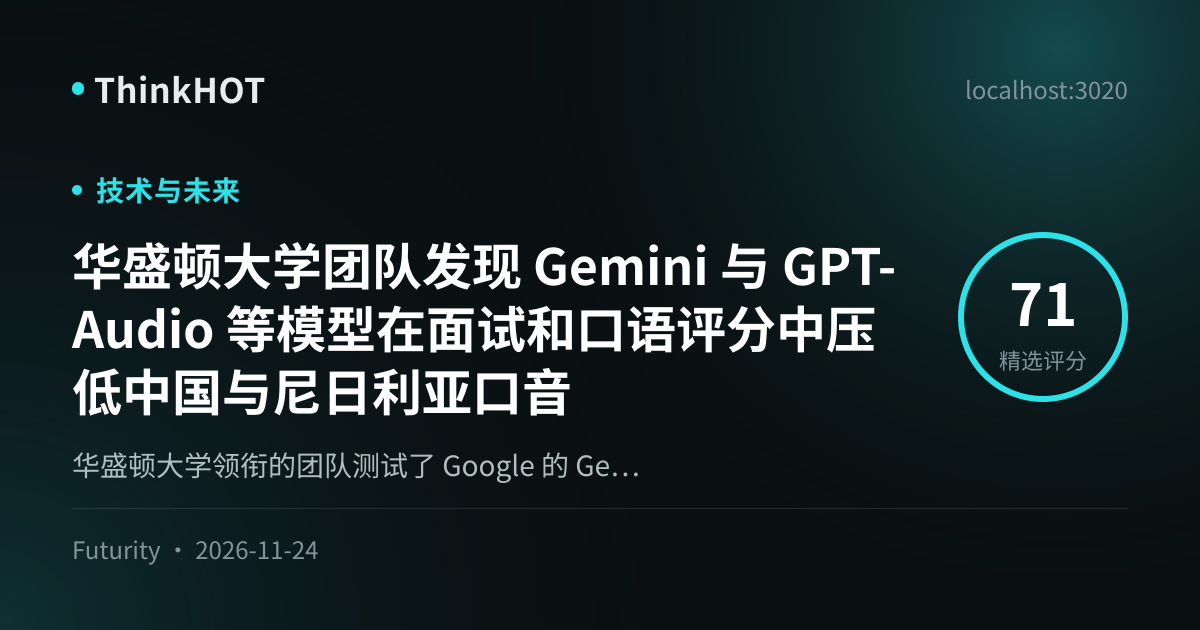 ThinkHOT
localhost:3020
技术与未来
华盛顿大学团队发现 Gemini 与 GPT-
Audio 等模型在面试和口语评分中压
低中国与尼日利亚口音
71
精选评分
华盛顿大学领衔的团队测试了 Google 的 Ge…
Futurity • 2026-11-24